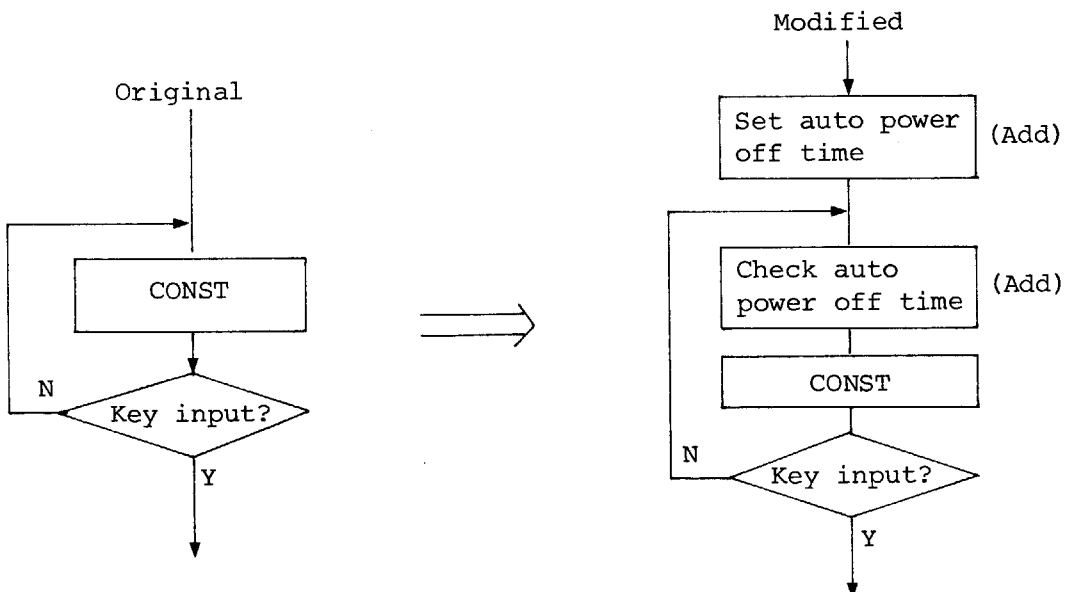 Original
CONST
N
Key input?
Y
Modified
Set auto power
off time
(Add)
Check auto
power off time
(Add)
CONST
N
Key input?
Y